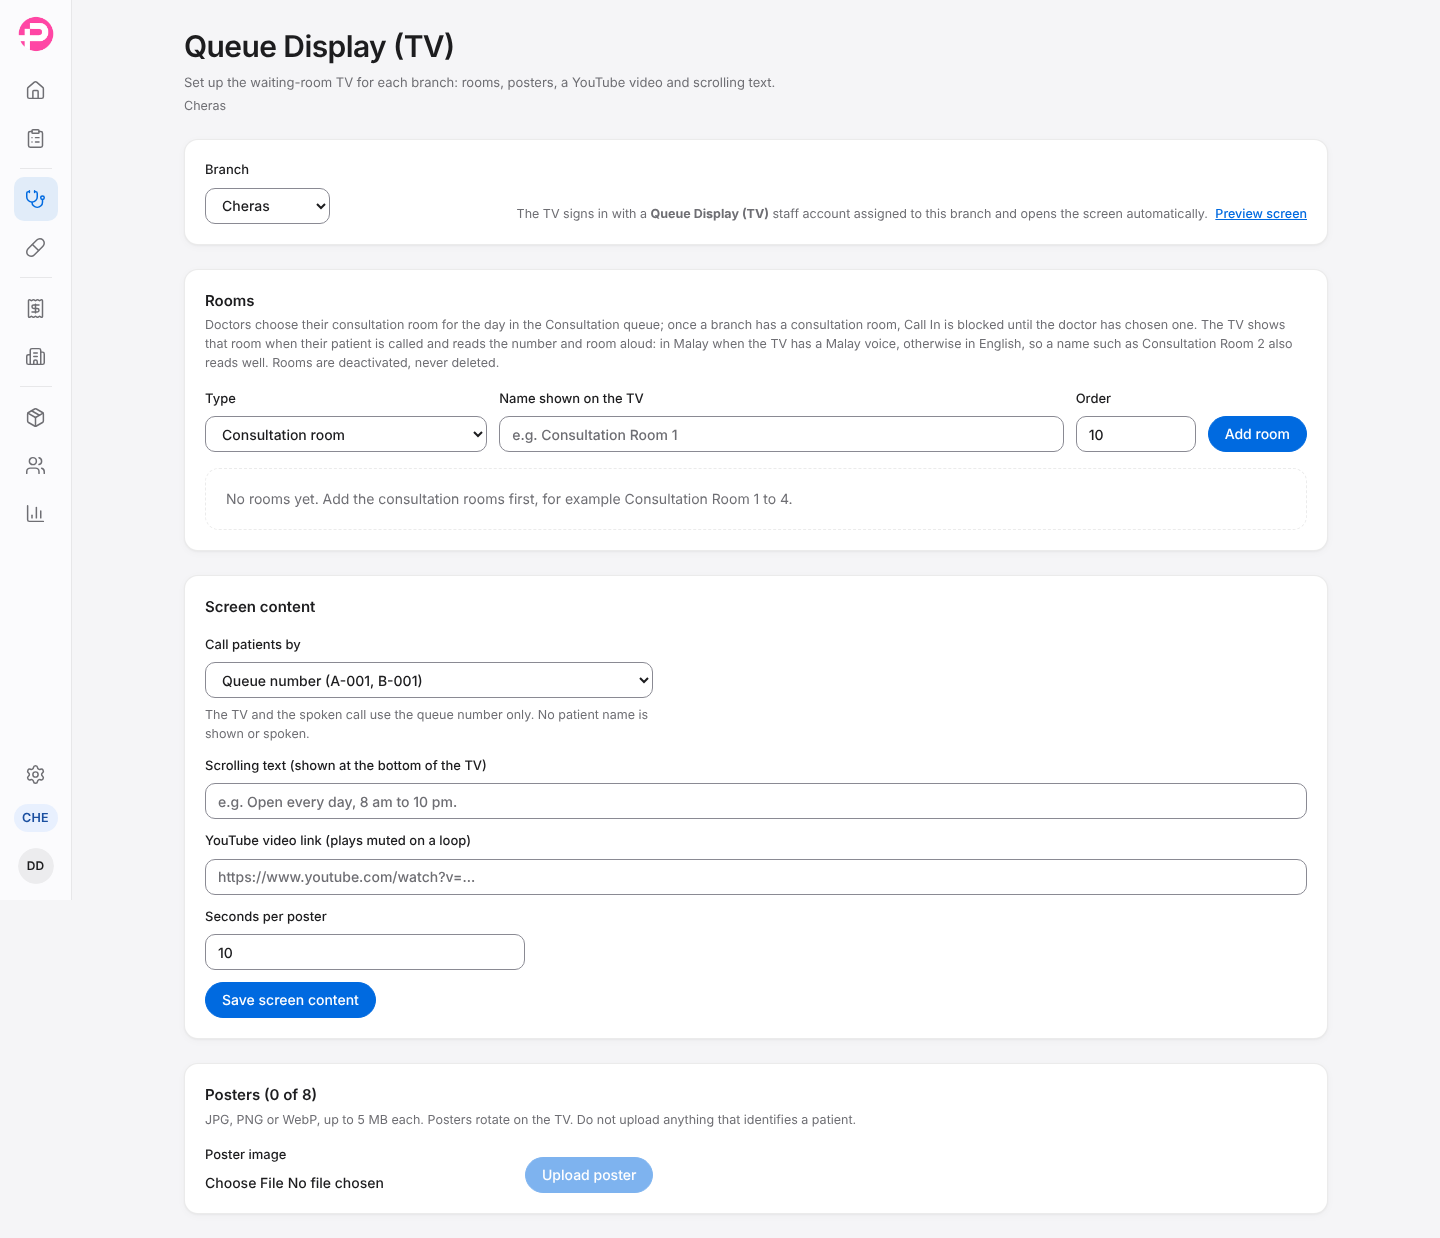 Queue Display (TV)
Set up the waiting-room TV for each branch: rooms, posters, a YouTube video and scrolling text.
Cheras
Branch
Cheras
The TV signs in with a Queue Display (TV) staff account assigned to this branch and opens the screen automatically. Preview screen
Rooms
Doctors choose their consultation room for the day in the Consultation queue; once a branch has a consultation room, Call In is blocked until the doctor has chosen one. The TV shows
that room when their patient is called and reads the number and room aloud: in Malay when the TV has a Malay voice, otherwise in English, so a name such as Consultation Room 2 also
reads well. Rooms are deactivated, never deleted.
Type
Name shown on the TV
Order
Consultation room
e.g. Consultation Room 1
10
Add room
No rooms yet. Add the consultation rooms first, for example Consultation Room 1 to 4.
Screen content
Call patients by
Queue number (A-001, B-001)
The TV and the spoken call use the queue number only. No patient name is
shown or spoken.
Scrolling text (shown at the bottom of the TV)
e.g. Open every day, 8 am to 10 pm.
YouTube video link (plays muted on a loop)
https://www.youtube.com/watch?v=...
Seconds per poster
10
Save screen content
Posters (0 of 8)
JPG, PNG or WebP, up to 5 MB each. Posters rotate on the TV. Do not upload anything that identifies a patient.
Poster image
Choose File No file chosen
Upload poster
CHE
DD